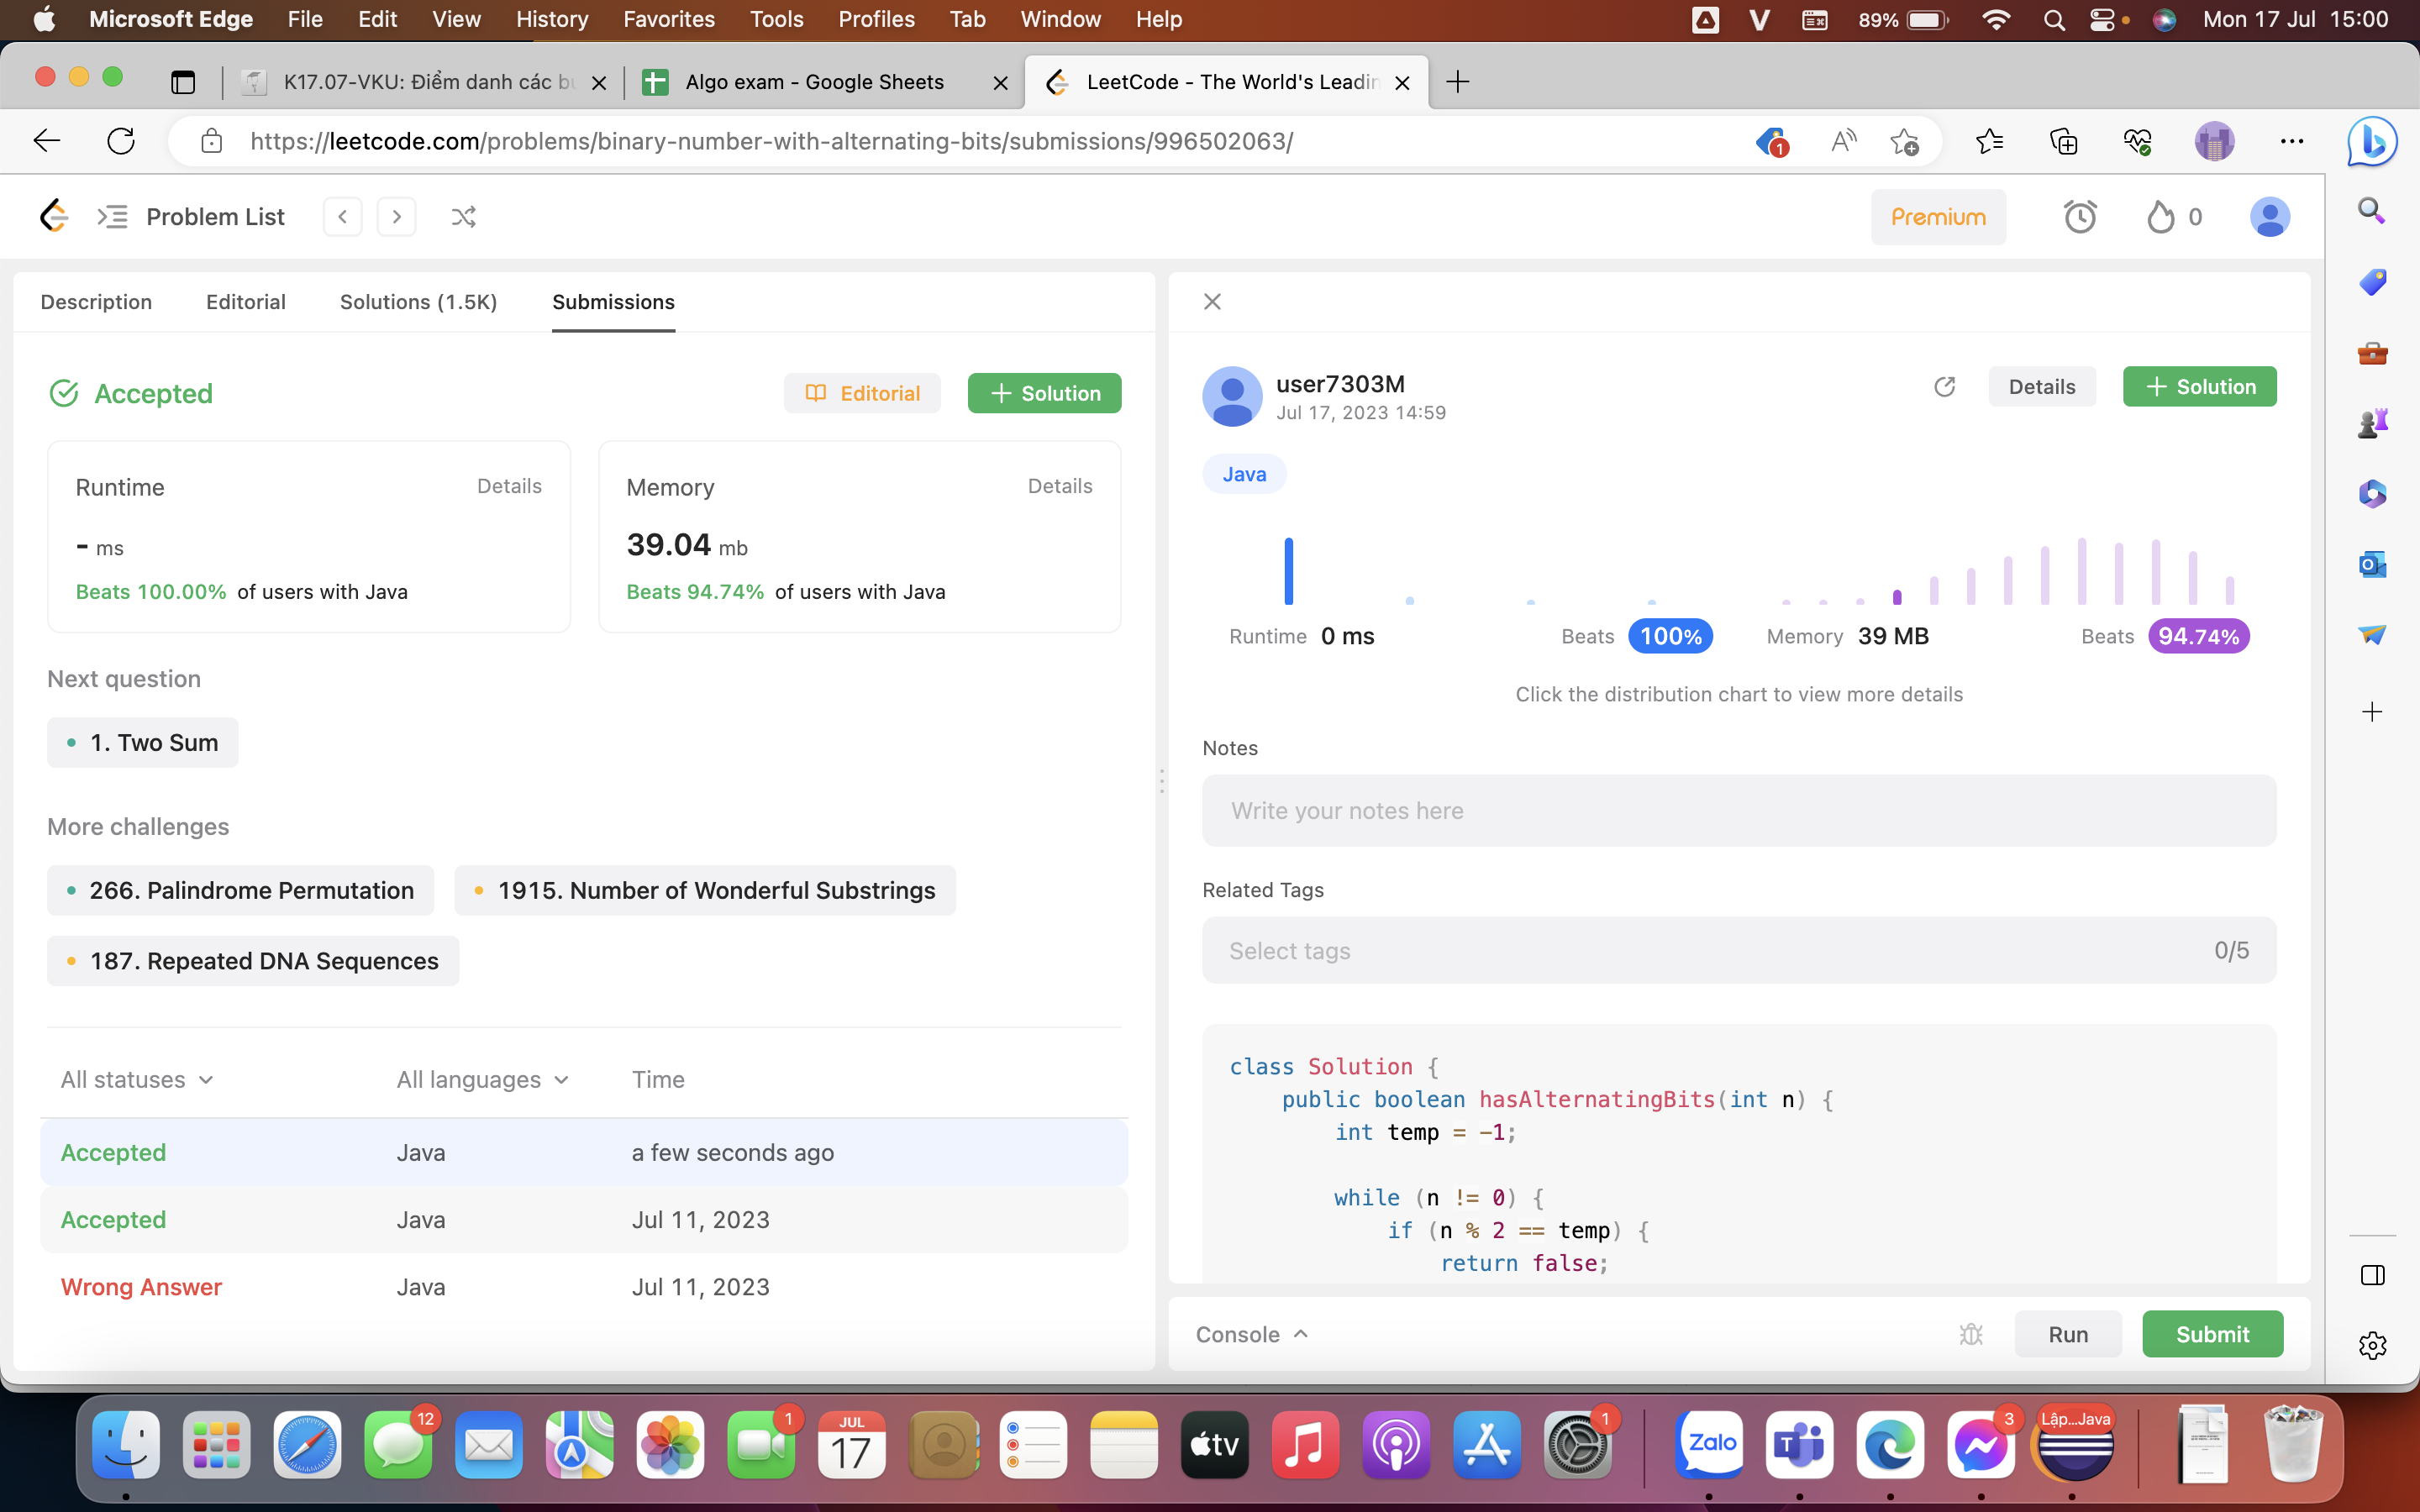 Microsoft Edge File Edit View History Favorites Tools Profiles Tab Window Help 89% Mon 17 Jul 15:00
K17.07-VKU: Điểm danh các bu Algo exam - Google Sheets LeetCode - The World's Leadin
https://leetcode.com/problems/binary-number-with-alternating-bits/submissions/996502063/ 1
Problem List Premium 0
Description Editorial Solutions (1.5K) Submissions
Accepted Editorial + Solution
Runtime Details
- ms
Beats 100.00% of users with Java
Memory Details
39.04 mb
Beats 94.74% of users with Java
Next question
1. Two Sum
More challenges
266. Palindrome Permutation 1915. Number of Wonderful Substrings
187. Repeated DNA Sequences
All statuses All languages Time
Accepted Java a few seconds ago
Accepted Java Jul 11, 2023
Wrong Answer Java Jul 11, 2023
user7303M
Jul 17, 2023 14:59
Details + Solution
Java
Runtime 0 ms Beats 100% Memory 39 MB Beats 94.74%
Click the distribution chart to view more details
Notes
Write your notes here
Related Tags
Select tags 0/5
class Solution {
public boolean hasAlternatingBits(int n) {
int temp = -1;
while (n != 0) {
if (n % 2 == temp) {
return false;
Console Run Submit
12 1 JUL 17 tv 1 Zalo T 3 Lập...Java